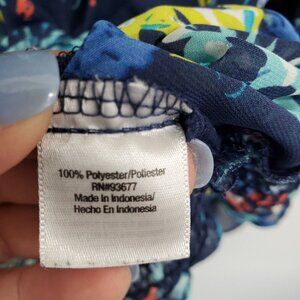 100% Polyester/Poliester
RN#93677
Made In Indonesia/
Hecho En Indonesia